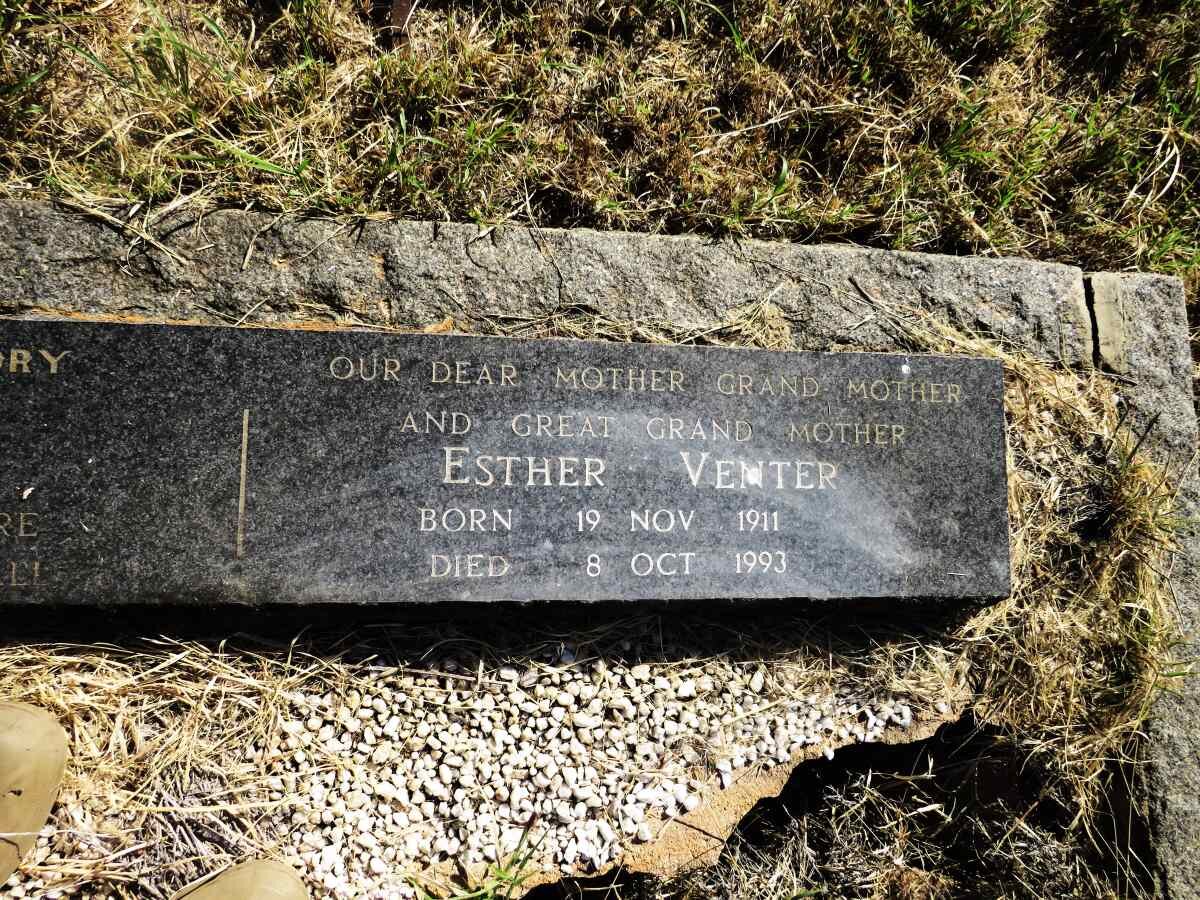 OUR DEAR MOTHER GRAND MOTHER
AND GREAT GRAND MOTHER
ESTHER VENTER
BORN 19 NOV 1911
DIED 8 OCT 1993